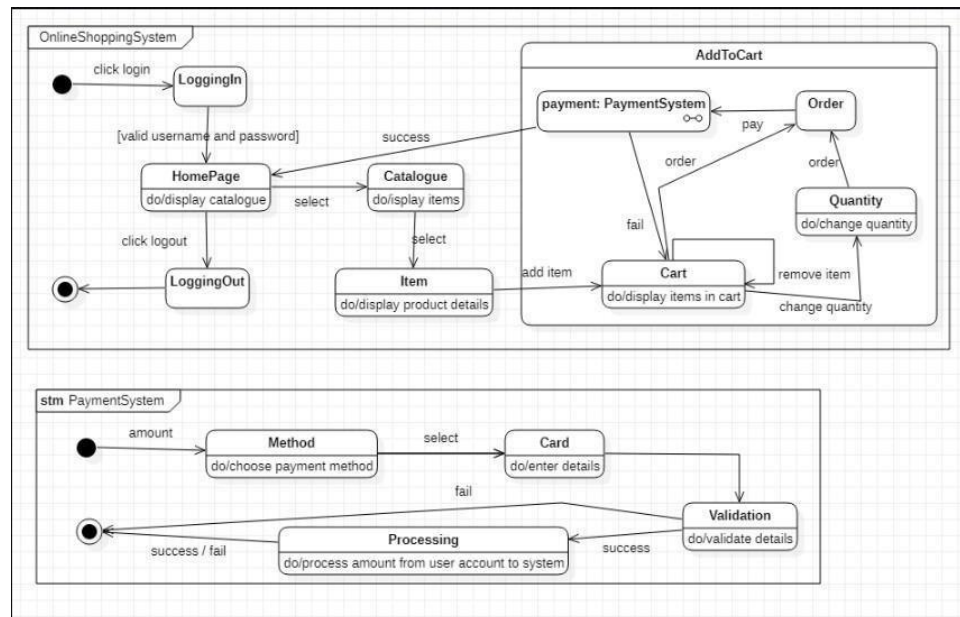 OnlineShoppingSystem
AddToCart
click login
LoggingIn
payment: PaymentSystem
Order
pay
[valid username and password]
success
order
order
HomePage
do/display catalogue
select
Catalogue
do/isplay items
Quantity
do/change quantity
fail
click logout
select
LoggingOut
Item
do/display product details
add item
Cart
do/display items in cart
remove item
change quantity
stm PaymentSystem
amount
Method
do/choose payment method
select
Card
do/enter details
fail
Validation
do/validate details
Processing
do/process amount from user account to system
success / fail
success